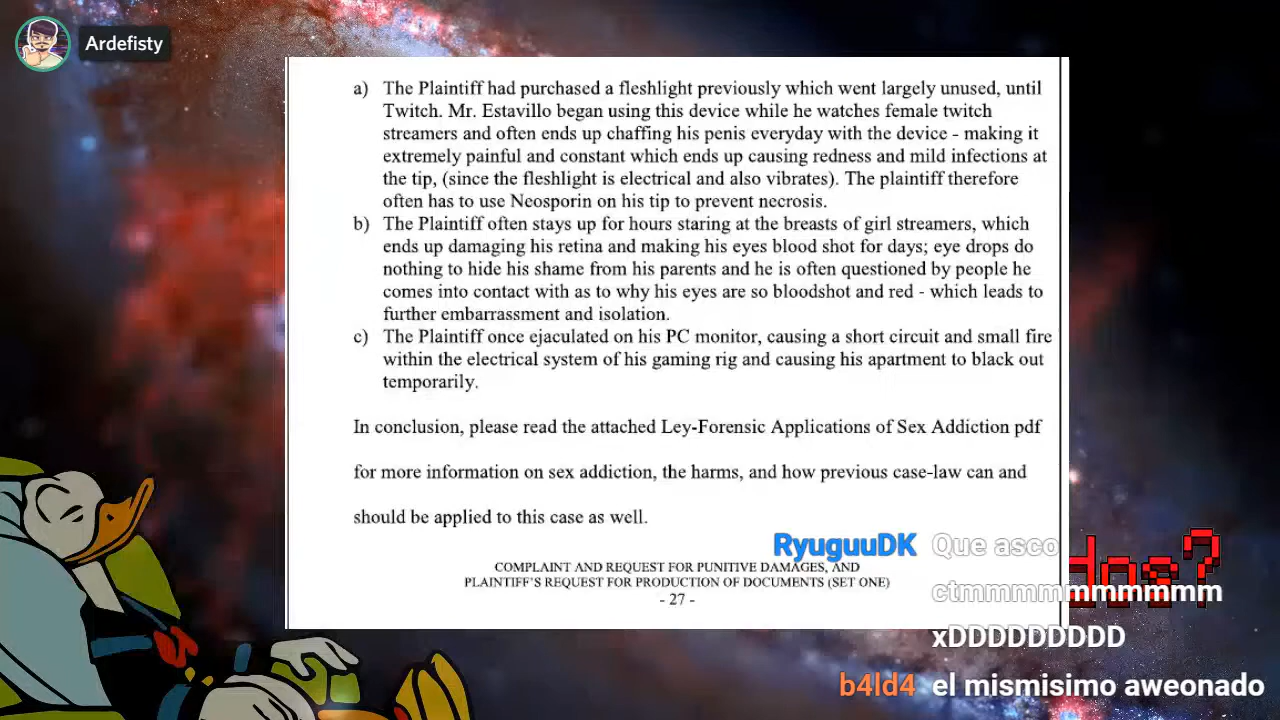 Ardefisty
a) The Plaintiff had purchased a fleshlight previously which went largely unused, until
Twitch. Mr. Estavillo began using this device while he watches female twitch
streamers and often ends up chaffing his penis everyday with the device - making it
extremely painful and constant which ends up causing redness and mild infections at
the tip, (since the fleshlight is electrical and also vibrates). The plaintiff therefore
often has to use Neosporin on his tip to prevent necrosis.
b) The Plaintiff often stays up for hours staring at the breasts of girl streamers, which
ends up damaging his retina and making his eyes blood shot for days; eye drops do
nothing to hide his shame from his parents and he is often questioned by people he
comes into contact with as to why his eyes are so bloodshot and red - which leads to
further embarrassment and isolation.
c) The Plaintiff once ejaculated on his PC monitor, causing a short circuit and small fire
within the electrical system of his gaming rig and causing his apartment to black out
temporarily.
In conclusion, please read the attached Ley-Forensic Applications of Sex Addiction pdf
for more information on sex addiction, the harms, and how previous case-law can and
should be applied to this case as well.
COMPLAINT AND REQUEST FOR PUNITIVE DAMAGES, AND
PLAINTIFF'S REQUEST FOR PRODUCTION OF DOCUMENTS (SET ONE)
- 27 -
RyuguuDK Que asco
ctmmmmmmmmmm
xDDDDDDDDD
b4ld4 el mismisimo aweonado